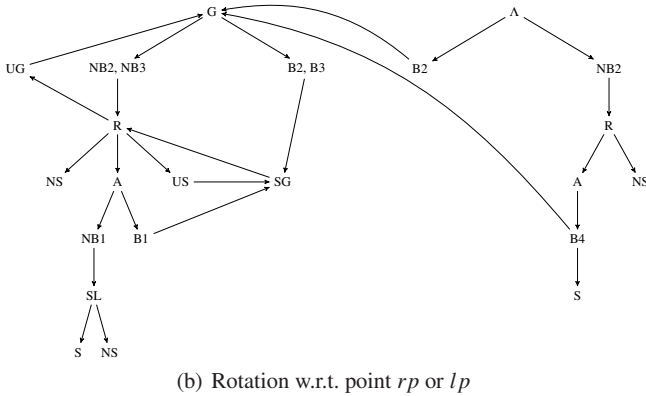 G Λ
UG NB2, NB3 B2, B3 B2 NB2
R R
NS A US SG A NS
NB1 B1 B4
SL S
S NS
(b) Rotation w.r.t. point rp or lp